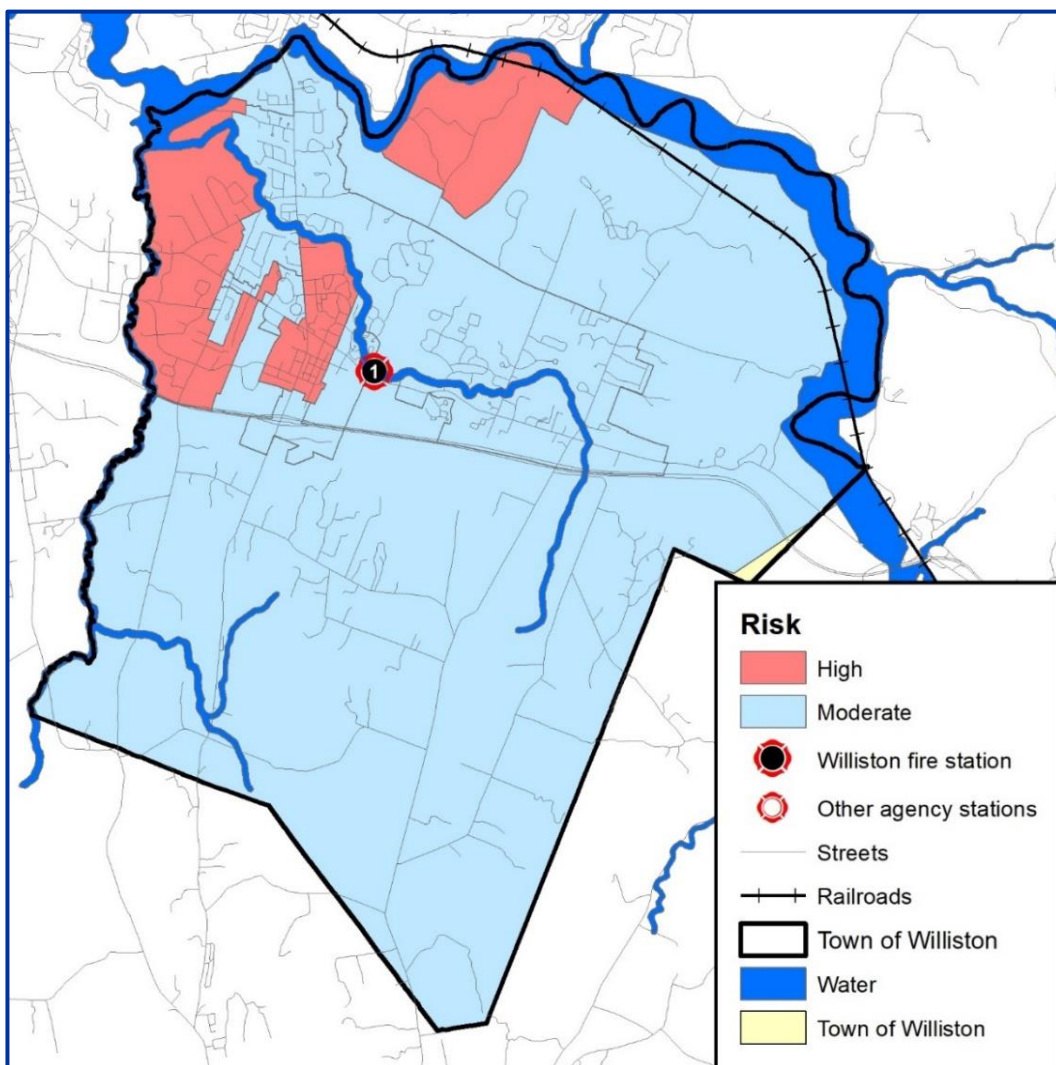 1
Risk
High
Moderate
Williston fire station
Other agency stations
Streets
Railroads
Town of Williston
Water
Town of Williston